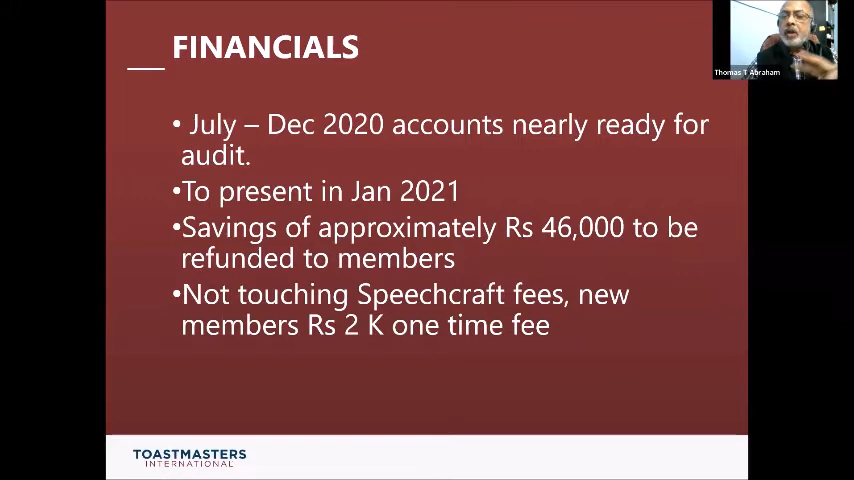 FINANCIALS
Thomas T Abraham
• July – Dec 2020 accounts nearly ready for
audit.
•To present in Jan 2021
•Savings of approximately Rs 46,000 to be
refunded to members
•Not touching Speechcraft fees, new
members Rs 2 K one time fee
TOASTMASTERS
INTERNATIONAL